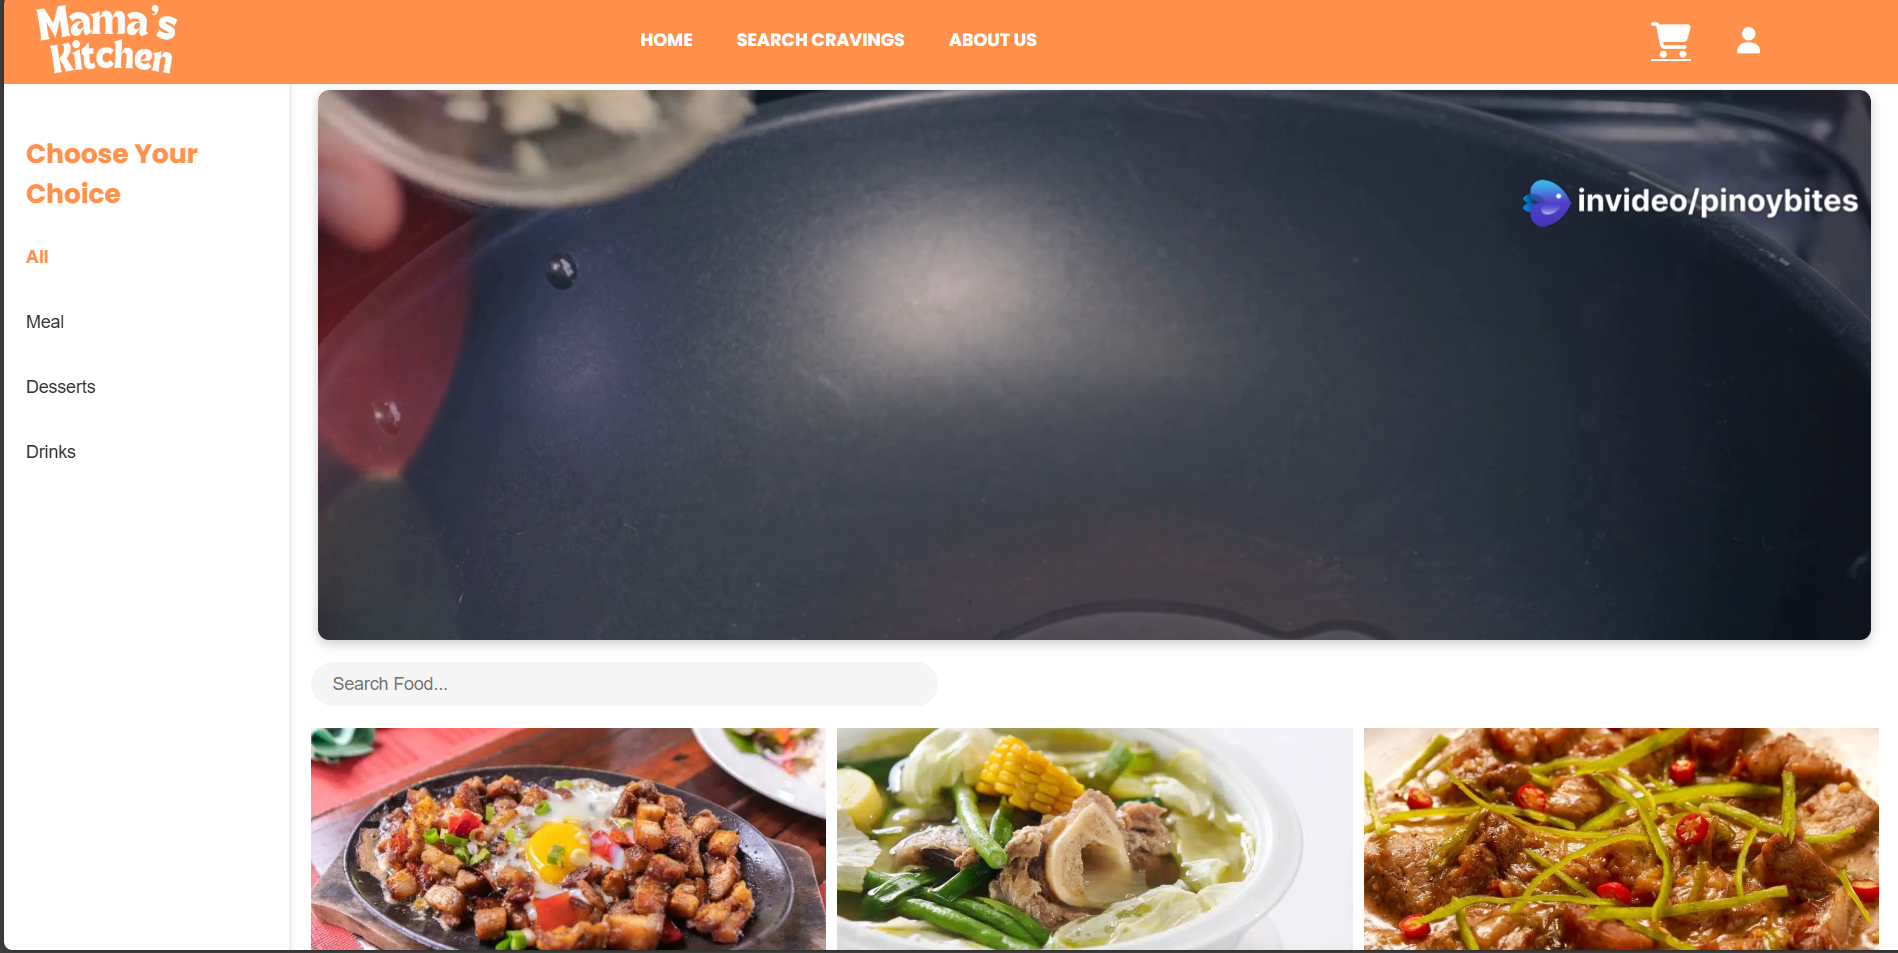 Mama's
Kitchen
HOME
SEARCH CRAVINGS
ABOUT US
Choose Your
Choice
All
Meal
Desserts
Drinks
invideo/pinoybites
Search Food...